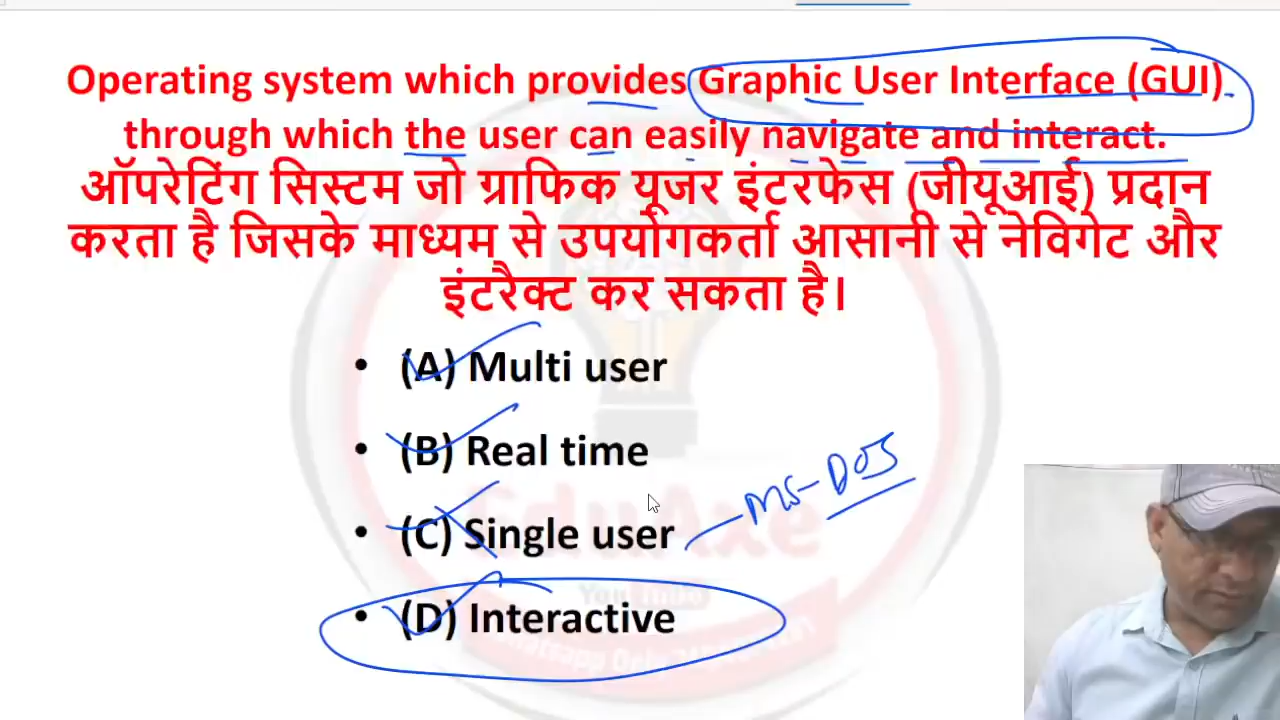 Operating system which provides Graphic User Interface (GUI)
through which the user can easily navigate and interact.
ऑपरेटिंग सिस्टम जो ग्राफिक यूजर इंटरफेस (जीयूआई) प्रदान
करता है जिसके माध्यम से उपयोगकर्ता आसानी से नेविगेट और
इंटरैक्ट कर सकता है।
• (A) Multi user
• (B) Real time
• (C) Single user
MS-DOS
• (D) Interactive
EduAxe
YouTube